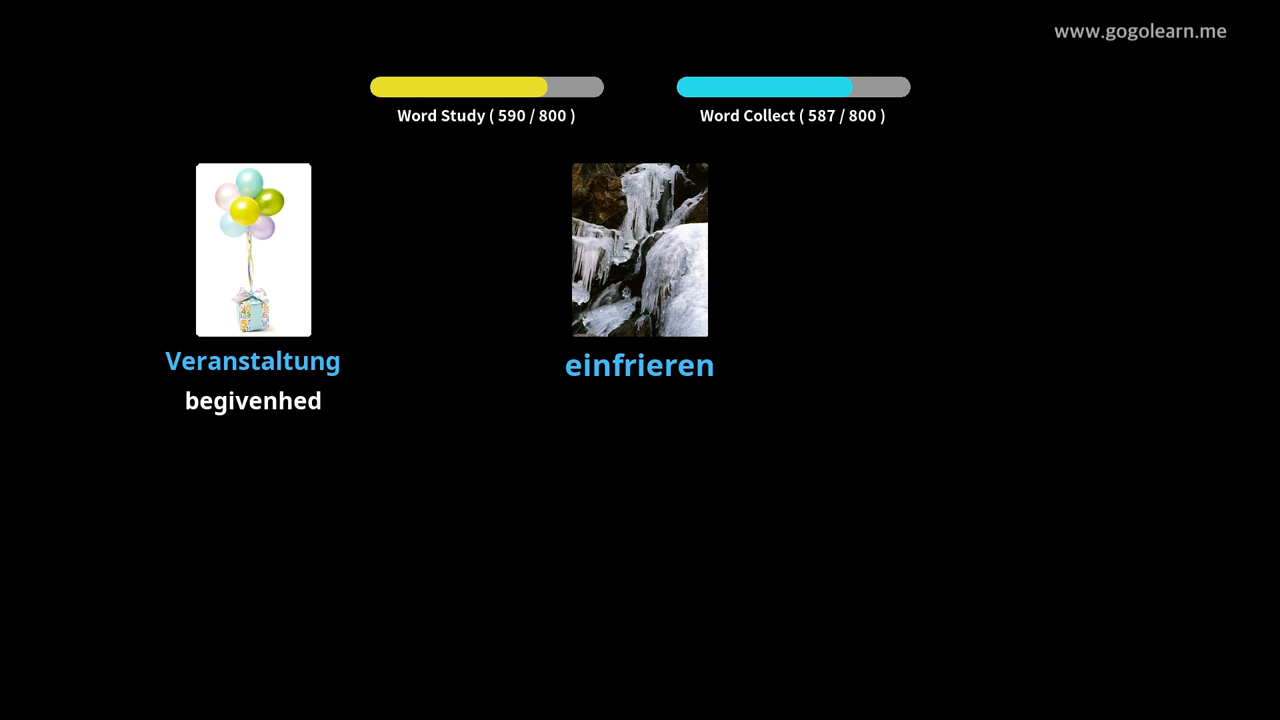 www.gogolearn.me
Word Study ( 590 / 800 )
Word Collect ( 587 / 800 )
Veranstaltung
begivenhed
einfrieren